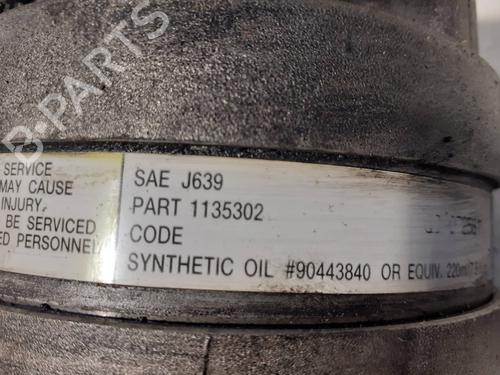 B-PARTS
SERVICE
MAY CAUSE
INJURY.
BE SERVICED
PERSONNEL
SAE J639
PART 1135302
CODE
SYNTHETIC OIL #90443840 OR EQUIV. 220ml